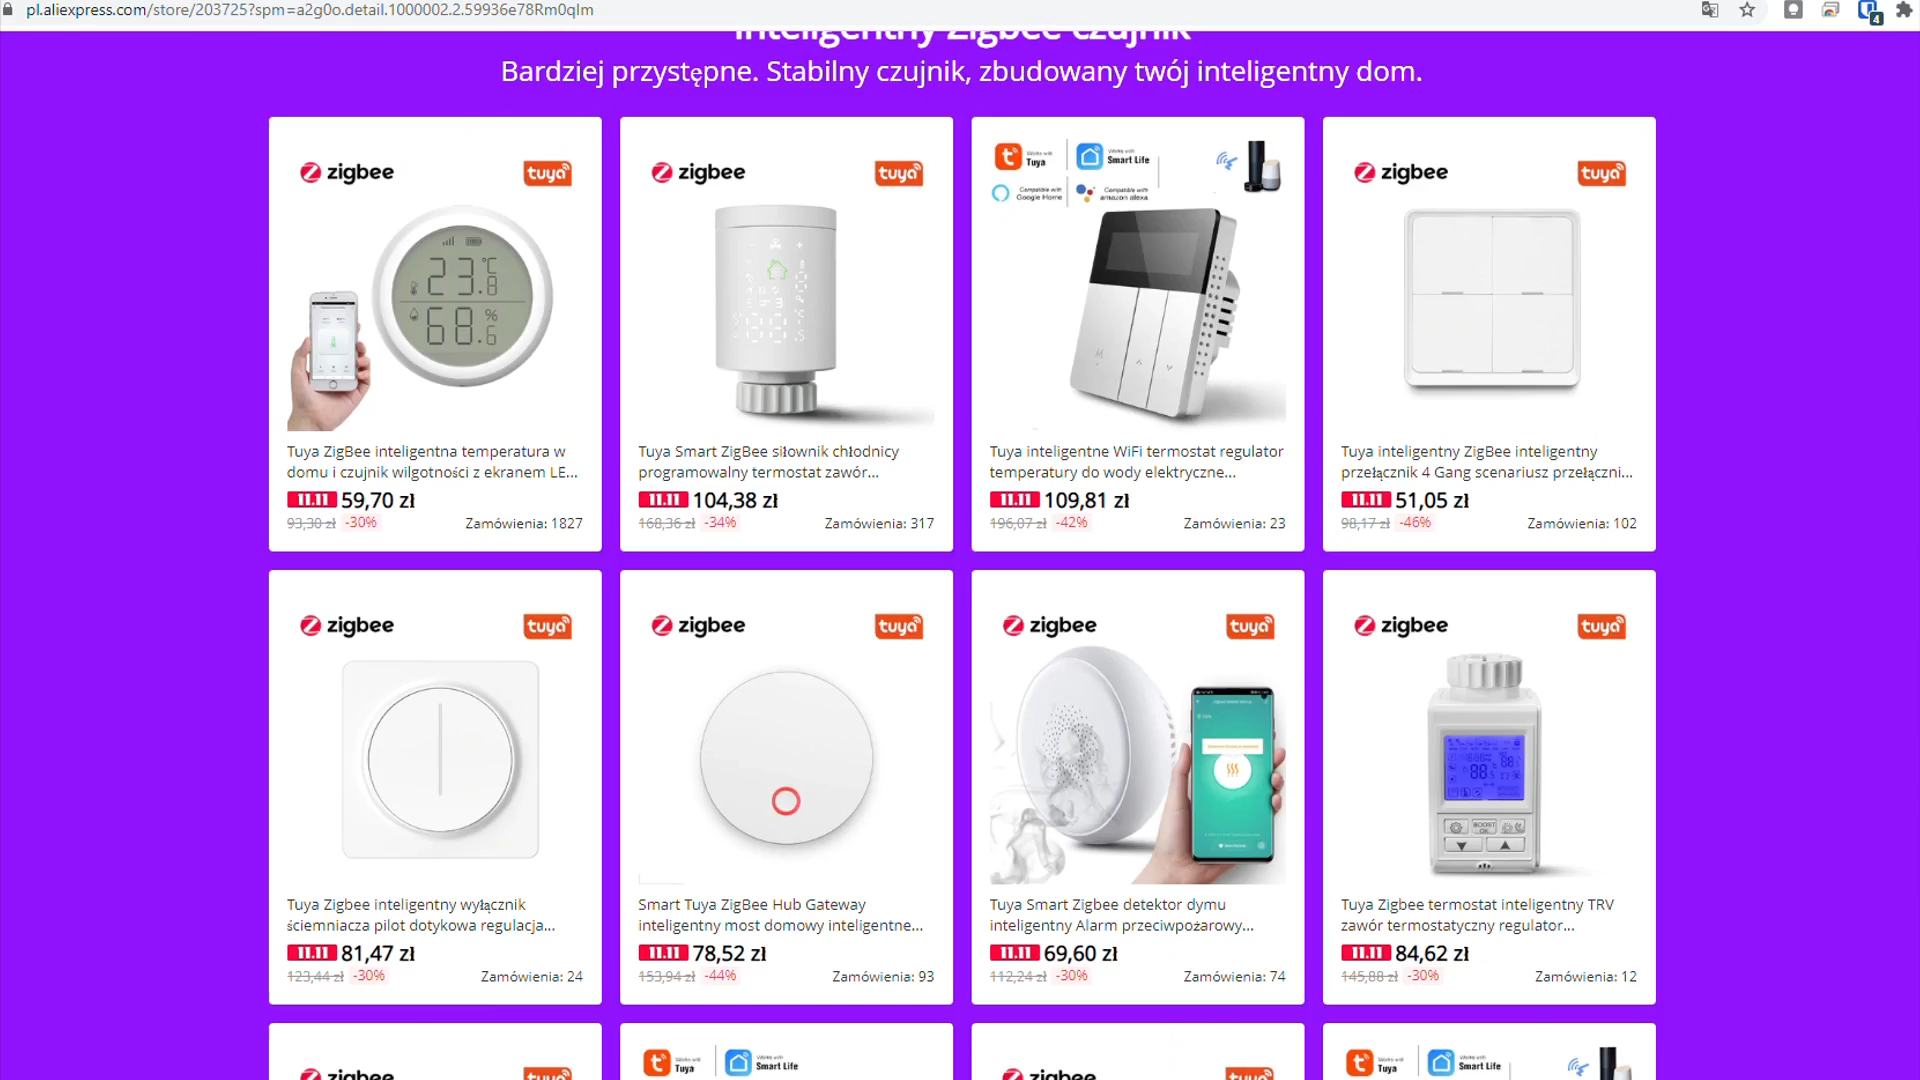 pl.aliexpress.com/store/203725?spm=a2g0o.detail.1000002.2.59936e78Rm0qIm
4
inteligentny Zigbee czujnik
Bardziej przystępne. Stabilny czujnik, zbudowany twój inteligentny dom.
zigbee
tuya
23.8 °C
68.6 %
Tuya ZigBee inteligentna temperatura w
domu i czujnik wilgotności z ekranem LE...
11.11 59,70 zł
93,30 zł -30% Zamówienia: 1827
zigbee
tuya
Tuya Smart ZigBee siłownik chłodnicy
programowalny termostat zawór...
11.11 104,38 zł
168,36 zł -34% Zamówienia: 317
Works with Tuya
Works with Smart Life
Compatible with Google Home
Compatible with amazon alexa
M
Tuya inteligentne WiFi termostat regulator
temperatury do wody elektryczne...
11.11 109,81 zł
196,07 zł -42% Zamówienia: 23
zigbee
tuya
Tuya inteligentny ZigBee inteligentny
przełącznik 4 Gang scenariusz przełączni...
11.11 51,05 zł
98,17 zł -46% Zamówienia: 102
zigbee
tuya
Tuya Zigbee inteligentny wyłącznik
ściemniacza pilot dotykowa regulacja...
11.11 81,47 zł
123,44 zł -30% Zamówienia: 24
zigbee
tuya
Smart Tuya ZigBee Hub Gateway
inteligentny most domowy inteligentne...
11.11 78,52 zł
153,94 zł -44% Zamówienia: 93
zigbee
tuya
Tuya Smart Zigbee detektor dymu
inteligentny Alarm przeciwpożarowy...
11.11 69,60 zł
112,24 zł -30% Zamówienia: 74
zigbee
tuya
BOOST
OK
Tuya Zigbee termostat inteligentny TRV
zawór termostatyczny regulator...
11.11 84,62 zł
145,88 zł -30% Zamówienia: 12
zigbee
tuya
Works with Tuya
Works with Smart Life
zigbee
tuya
Works with Tuya
Works with Smart Life